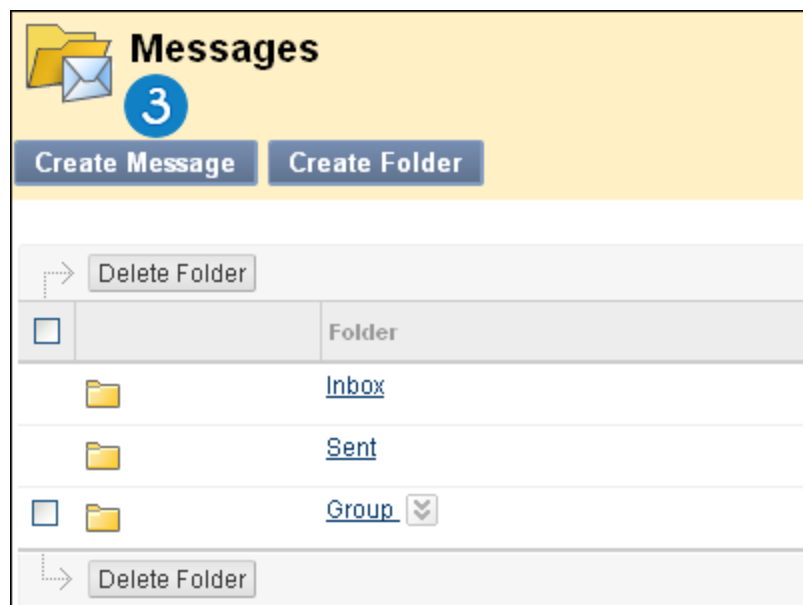 Messages
3
Create Message Create Folder
Delete Folder
Folder
Inbox
Sent
Group
Delete Folder